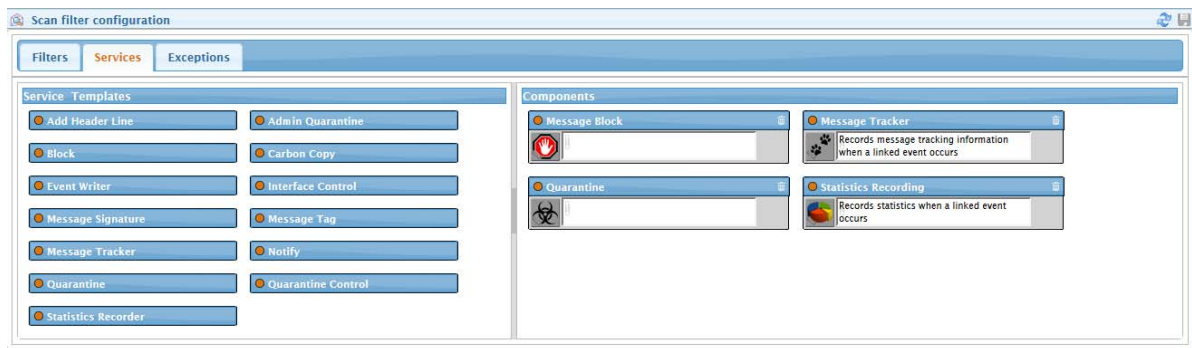 Scan filter configuration
Filters
Services
Exceptions
Service Templates
Add Header Line
Admin Quarantine
Block
Carbon Copy
Event Writer
Interface Control
Message Signature
Message Tag
Message Tracker
Notify
Quarantine
Quarantine Control
Statistics Recorder
Components
Message Block
Message Tracker
Records message tracking information
when a linked event occurs
Quarantine
Statistics Recording
Records statistics when a linked event
occurs